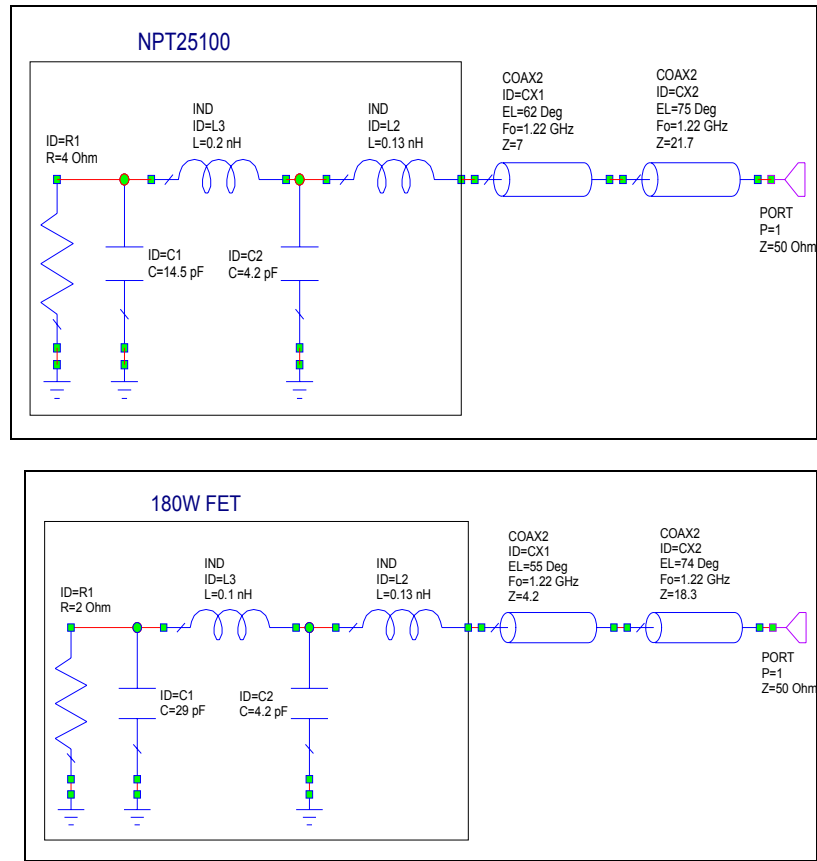 NPT25100
COAX2
ID=CX1
EL=62 Deg
Fo=1.22 GHz
Z=7
COAX2
ID=CX2
EL=75 Deg
Fo=1.22 GHz
Z=21.7
IND
ID=L3
L=0.2 nH
IND
ID=L2
L=0.13 nH
ID=R1
R=4 Ohm
ID=C1
C=14.5 pF
ID=C2
C=4.2 pF
PORT
P=1
Z=50 Ohm
180W FET
COAX2
ID=CX1
EL=55 Deg
Fo=1.22 GHz
Z=4.2
COAX2
ID=CX2
EL=74 Deg
Fo=1.22 GHz
Z=18.3
IND
ID=L3
L=0.1 nH
IND
ID=L2
L=0.13 nH
ID=R1
R=2 Ohm
ID=C1
C=29 pF
ID=C2
C=4.2 pF
PORT
P=1
Z=50 Ohm